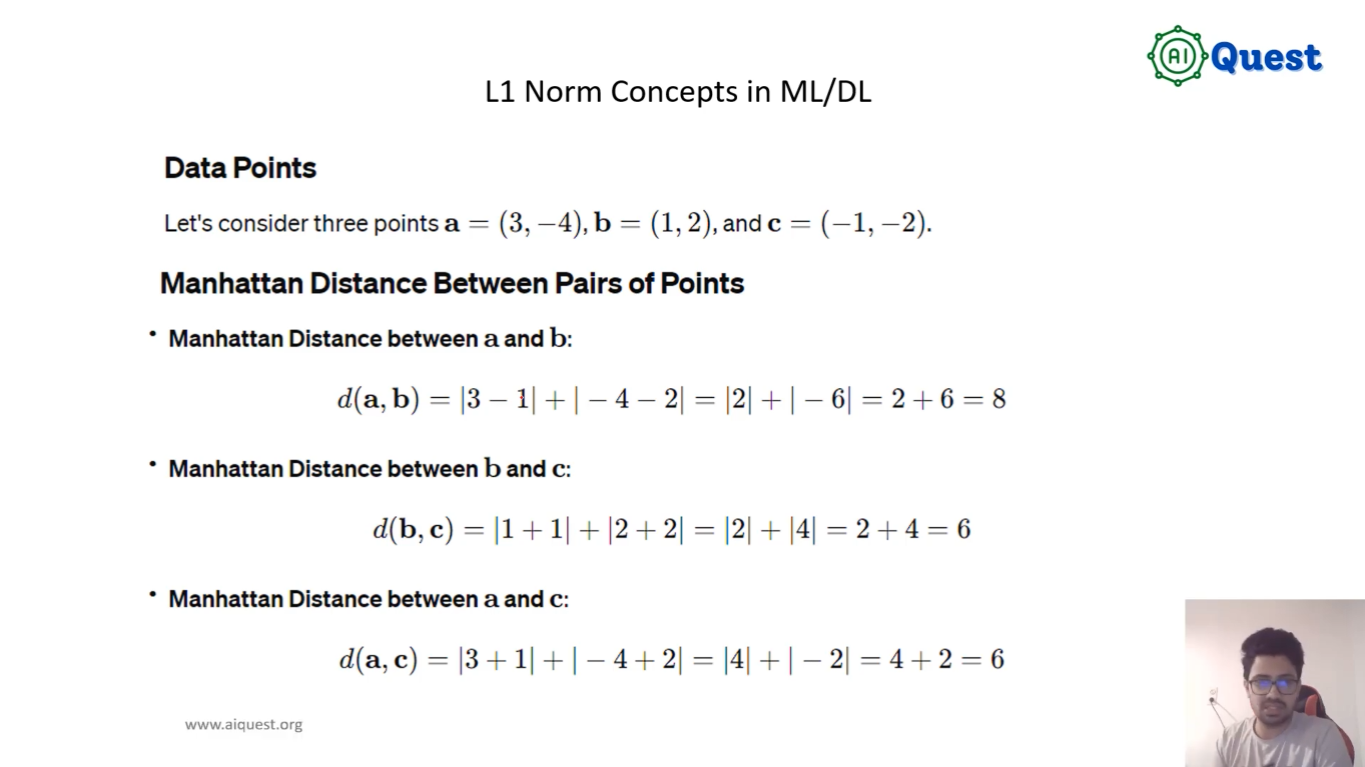 AI Quest
L1 Norm Concepts in ML/DL
Data Points
Let's consider three points a = (3, −4), b = (1, 2), and c = (−1, −2).
Manhattan Distance Between Pairs of Points
• Manhattan Distance between a and b:
d(a, b) = |3 − 1| + | − 4 − 2| = |2| + | − 6| = 2 + 6 = 8
• Manhattan Distance between b and c:
d(b, c) = |1 + 1| + |2 + 2| = |2| + |4| = 2 + 4 = 6
• Manhattan Distance between a and c:
d(a, c) = |3 + 1| + | − 4 + 2| = |4| + | − 2| = 4 + 2 = 6
www.aiquest.org